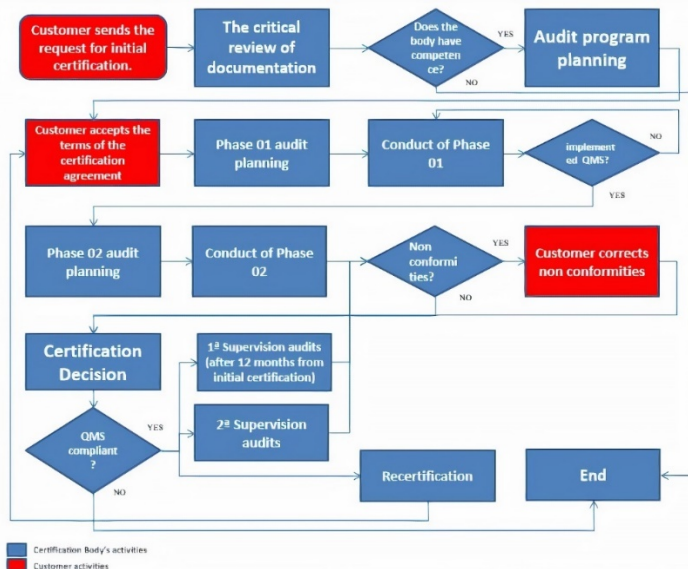 Customer sends
the request for initial
certification.
The critical
review of
documentation
Does the
body have
competen
ce?
YES
NO
Audit program
planning
Customer accepts the
terms of the
certification
agreement
Phase 01 audit
planning
Conduct of Phase
01
implement
ed QMS?
NO
YES
Phase 02 audit
planning
Conduct of Phase
02
Non
conformi
ties?
YES
NO
Customer corrects
non conformities
Certification
Decision
1ª Supervision audits
(after 12 months from
initial certification)
QMS
compliant
?
YES
NO
2ª Supervision
audits
Recertification
End
Certification Body's activities
Customer activities